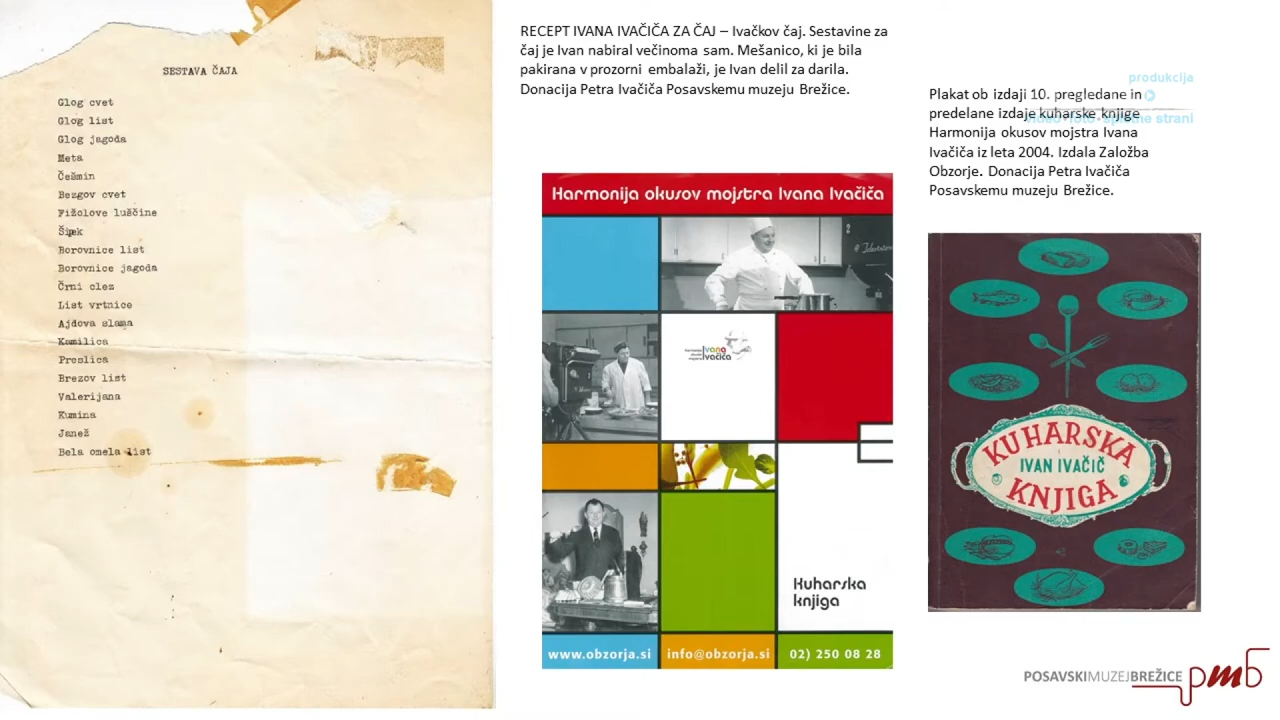 SESTAVA ČAJA
Glog cvet
Glog list
Glog jagoda
Meta
Češmin
Bezgov cvet
Fižolove luščine
Šipek
Borovnice list
Borovnice jagoda
Črni clez
List vrtnice
Ajdova slama
Kamilica
Preslica
Brezov list
Valerijana
Kumina
Janež
Bela omela list
RECEPT IVANA IVAČIČA ZA ČAJ – Ivačkov čaj. Sestavine za
čaj je Ivan nabiral večinoma sam. Mešanico, ki je bila
pakirana v prozorni embalaži, je Ivan delil za darila.
Donacija Petra Ivačiča Posavskemu muzeju Brežice.
Harmonija okusov mojstra Ivana Ivačiča
Ivana
Ivačiča
Kuharska
knjiga
www.obzorja.si
info@obzorja.si
02) 250 08 28
produkcija
Plakat ob izdaji 10. pregledane in
predelane izdaje kuharske knjige
strani
Harmonija okusov mojstra Ivana
Ivačiča iz leta 2004. Izdala Založba
Obzorje. Donacija Petra Ivačiča
Posavskemu muzeju Brežice.
KUHARSKA
IVAN IVAČIČ
KNJIGA
POSAVSKIMUZEJBREŽICE
pmb